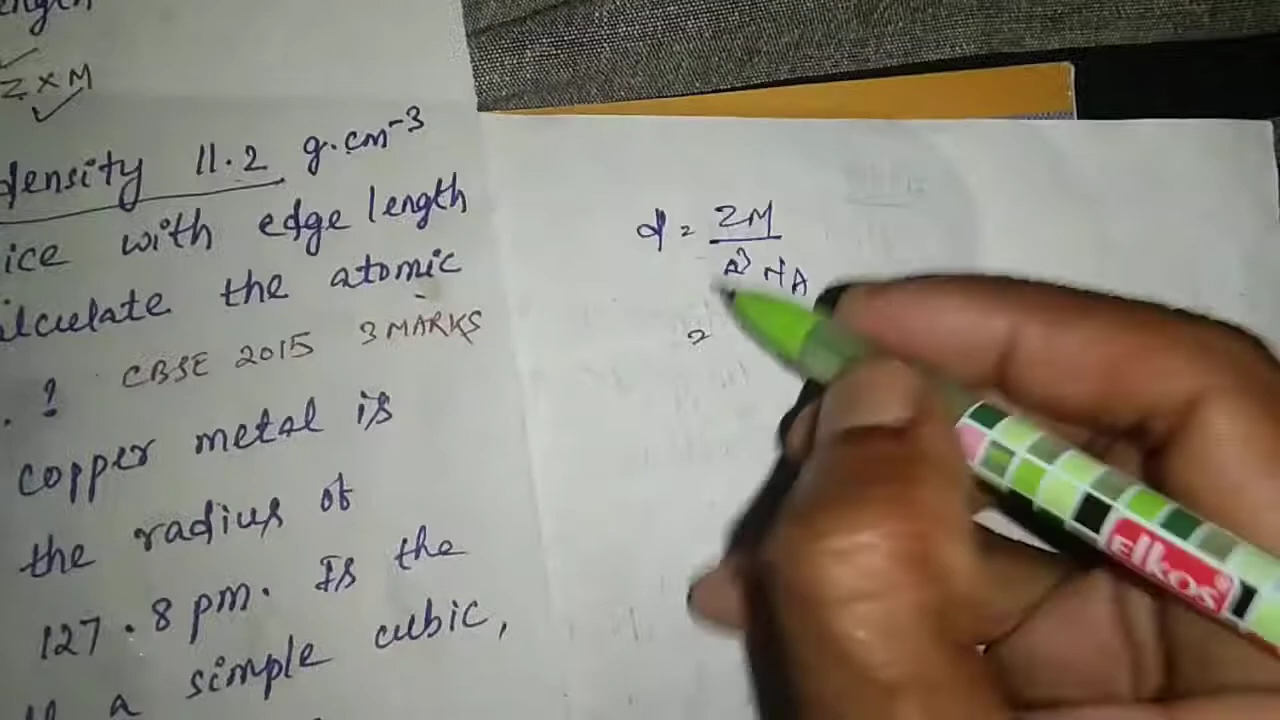 Z × M
density 11.2 g.cm-3
ice with edge length
alculate the atomic
. ? CBSE 2015 3 MARKS
copper metal is
the radius of
127.8 pm. Is the
a simple cubic,
d = ZM
a3 NA
=
Elkos